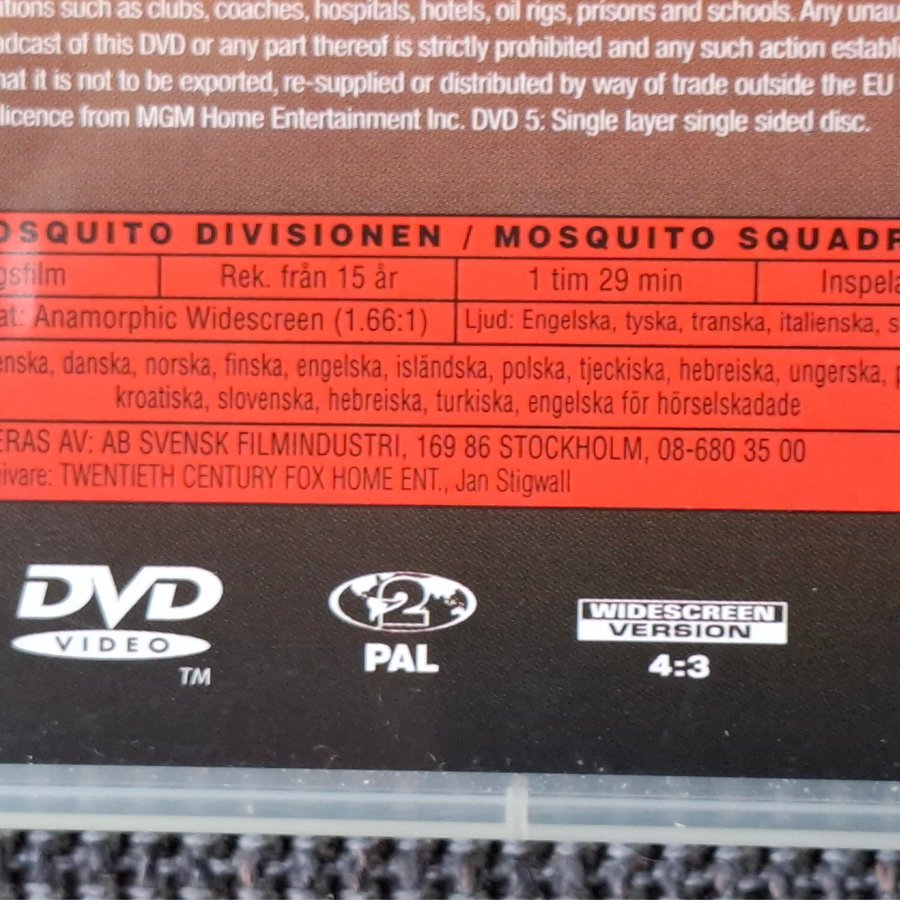 tions such as clubs, coaches, hospitals, hotels, oil rigs, prisons and schools. Any unau
adcast of this DVD or any part thereof is strictly prohibited and any such action establi
hat it is not to be exported, re-supplied or distributed by way of trade outside the EU
licence from MGM Home Entertainment Inc. DVD 5: Single layer single sided disc.
OSQUITO DIVISIONEN / MOSQUITO SQUADR
gsfilm Rek. från 15 år 1 tim 29 min Inspela
at: Anamorphic Widescreen (1.66:1) Ljud: Engelska, tyska, transka, italienska, s
enska, danska, norska, finska, engelska, isländska, polska, tjeckiska, hebreiska, ungerska, p
kroatiska, slovenska, hebreiska, turkiska, engelska för hörselskadade
ERAS AV: AB SVENSK FILMINDUSTRI, 169 86 STOCKHOLM, 08-680 35 00
givare: TWENTIETH CENTURY FOX HOME ENT., Jan Stigwall
DVD
VIDEO
TM
2
PAL
WIDESCREEN
VERSION
4:3